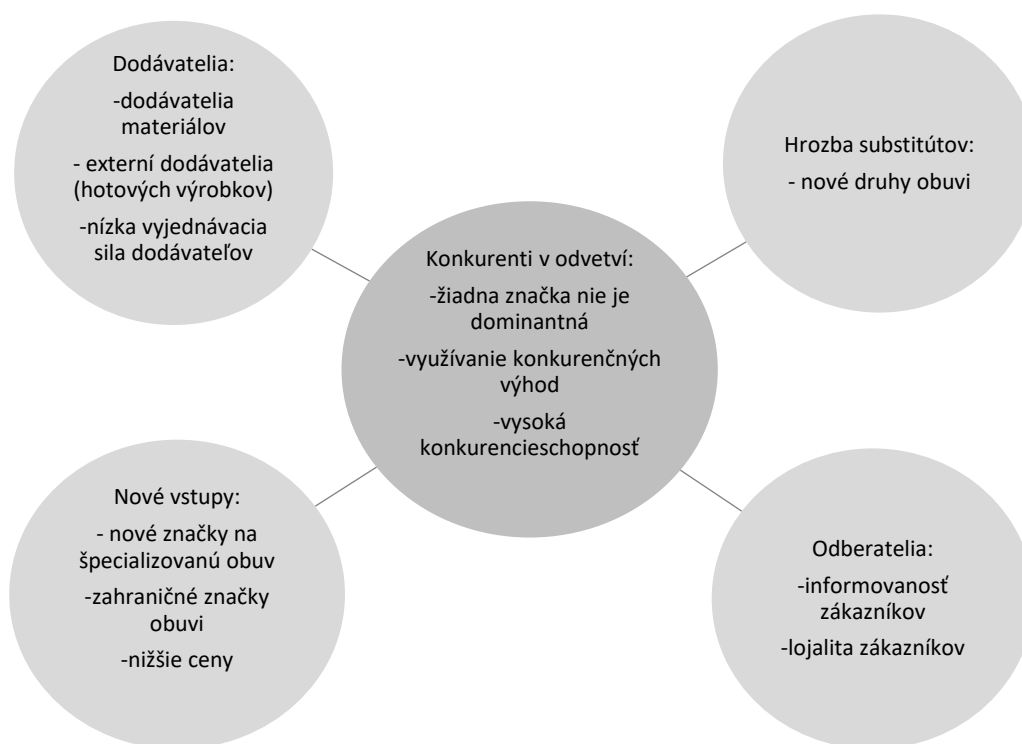 Dodávatelia:
-dodávatelia
materiálov
- externí dodávatelia
(hotových výrobkov)
-nízka vyjednávacia
sila dodávateľov
Hrozba substitútov:
- nové druhy obuvi
Konkurenti v odvetví:
-žiadna značka nie je
dominantná
-využívanie konkurenčných
výhod
-vysoká
konkurencieschopnosť
Nové vstupy:
- nové značky na
špecializovanú obuv
-zahraničné značky
obuvi
-nižšie ceny
Odberatelia:
-informovanosť
zákazníkov
-lojalita zákazníkov